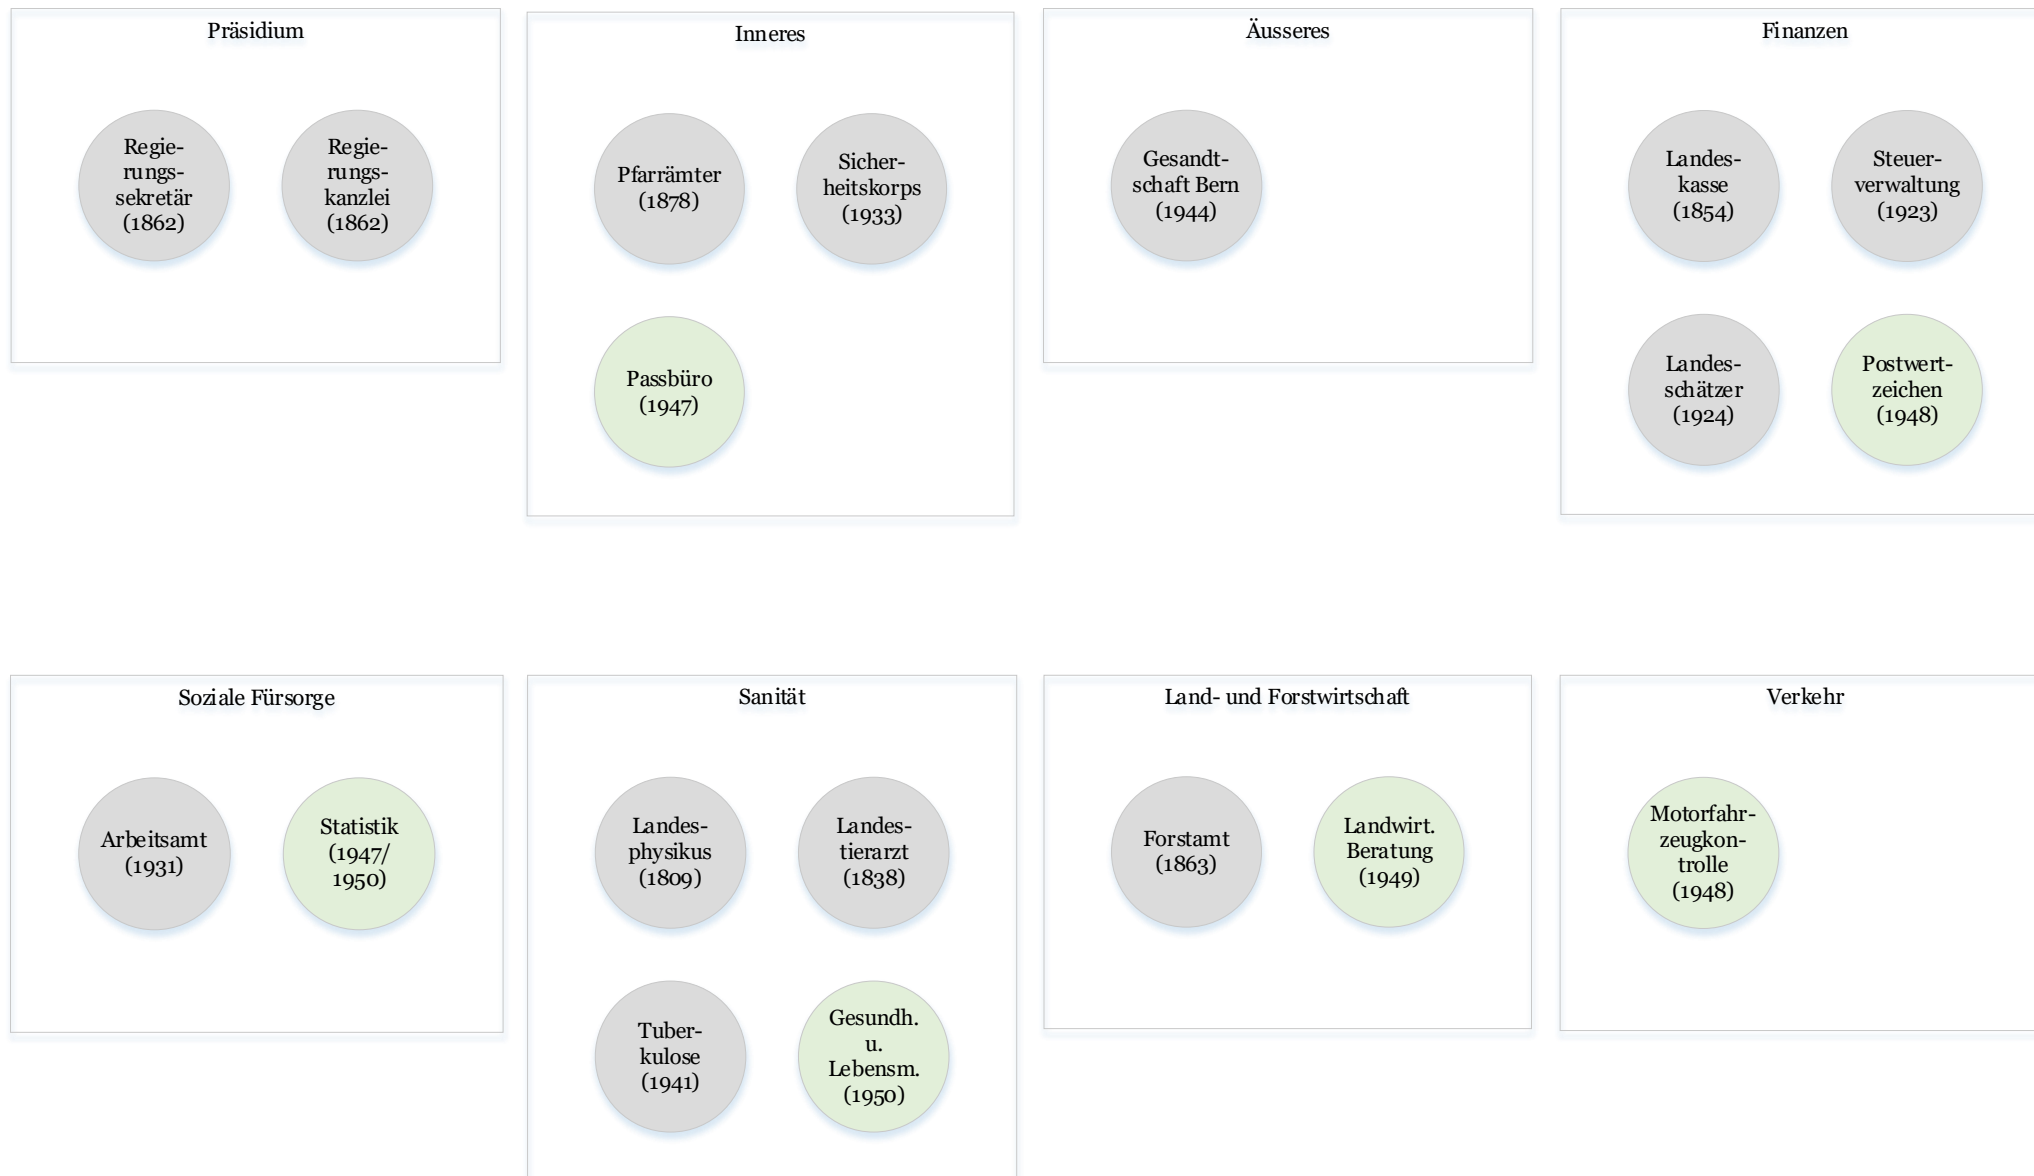 Präsidium
Regie-
rungs-
sekretär
(1862)
Regie-
rungs-
kanzlei
(1862)
Inneres
Pfarrämter
(1878)
Sicher-
heitskorps
(1933)
Passbüro
(1947)
Äusseres
Gesandt-
schaft Bern
(1944)
Finanzen
Landes-
kasse
(1854)
Steuer-
verwaltung
(1923)
Landes-
schätzer
(1924)
Postwert-
zeichen
(1948)
Soziale Fürsorge
Arbeitsamt
(1931)
Statistik
(1947/
1950)
Sanität
Landes-
physikus
(1809)
Landes-
tierarzt
(1838)
Tuber-
kulose
(1941)
Gesundh.
u.
Lebensm.
(1950)
Land- und Forstwirtschaft
Forstamt
(1863)
Landwirt.
Beratung
(1949)
Verkehr
Motorfahr-
zeugkon-
trolle
(1948)